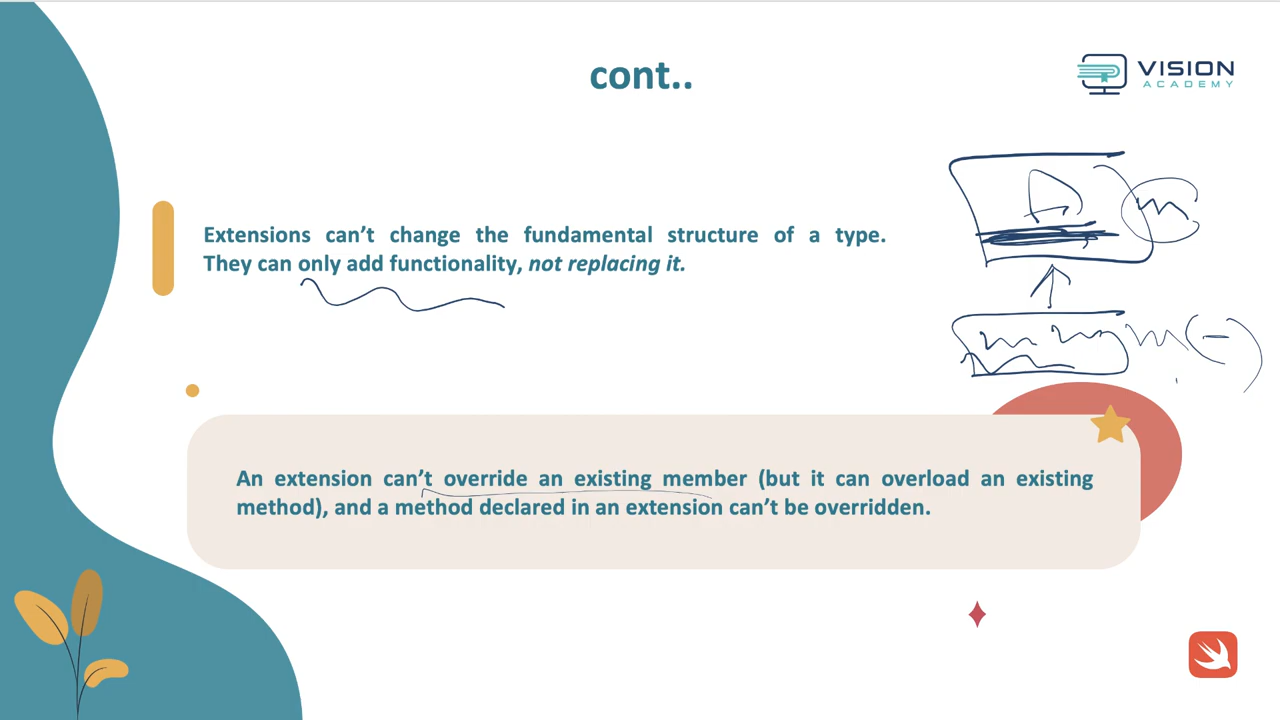 cont..
VISION
ACADEMY
Extensions can't change the fundamental structure of a type.
They can only add functionality, not replacing it.
m
m(-)
An extension can't override an existing member (but it can overload an existing
method), and a method declared in an extension can't be overridden.